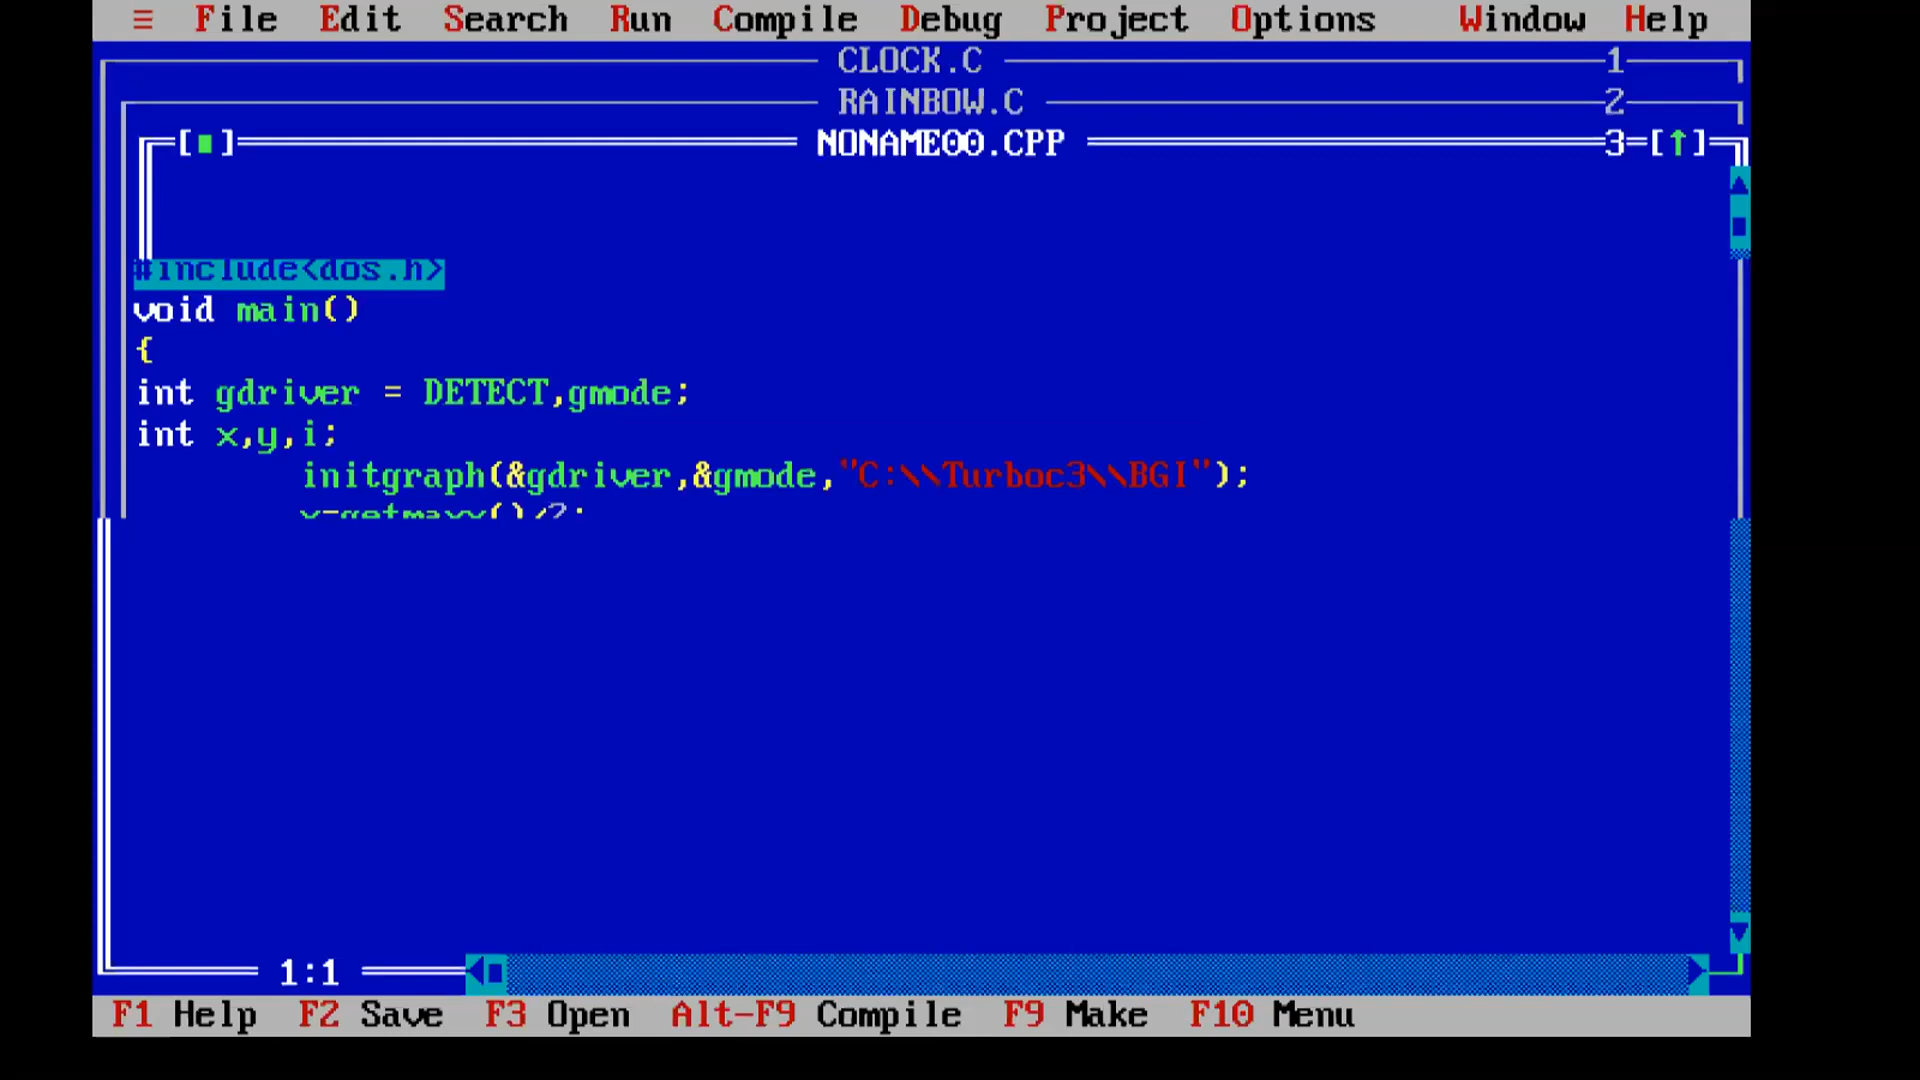 ≡ File Edit Search Run Compile Debug Project Options Window Help
CLOCK.C 1
RAINBOW.C 2
[■] NONAME00.CPP 3=[↑]
#include<dos.h>
void main()
{
int gdriver = DETECT,gmode;
int x,y,i;
initgraph(&gdriver,&gmode,"C:\\Turboc3\\BGI");
1:1
F1 Help F2 Save F3 Open Alt-F9 Compile F9 Make F10 Menu